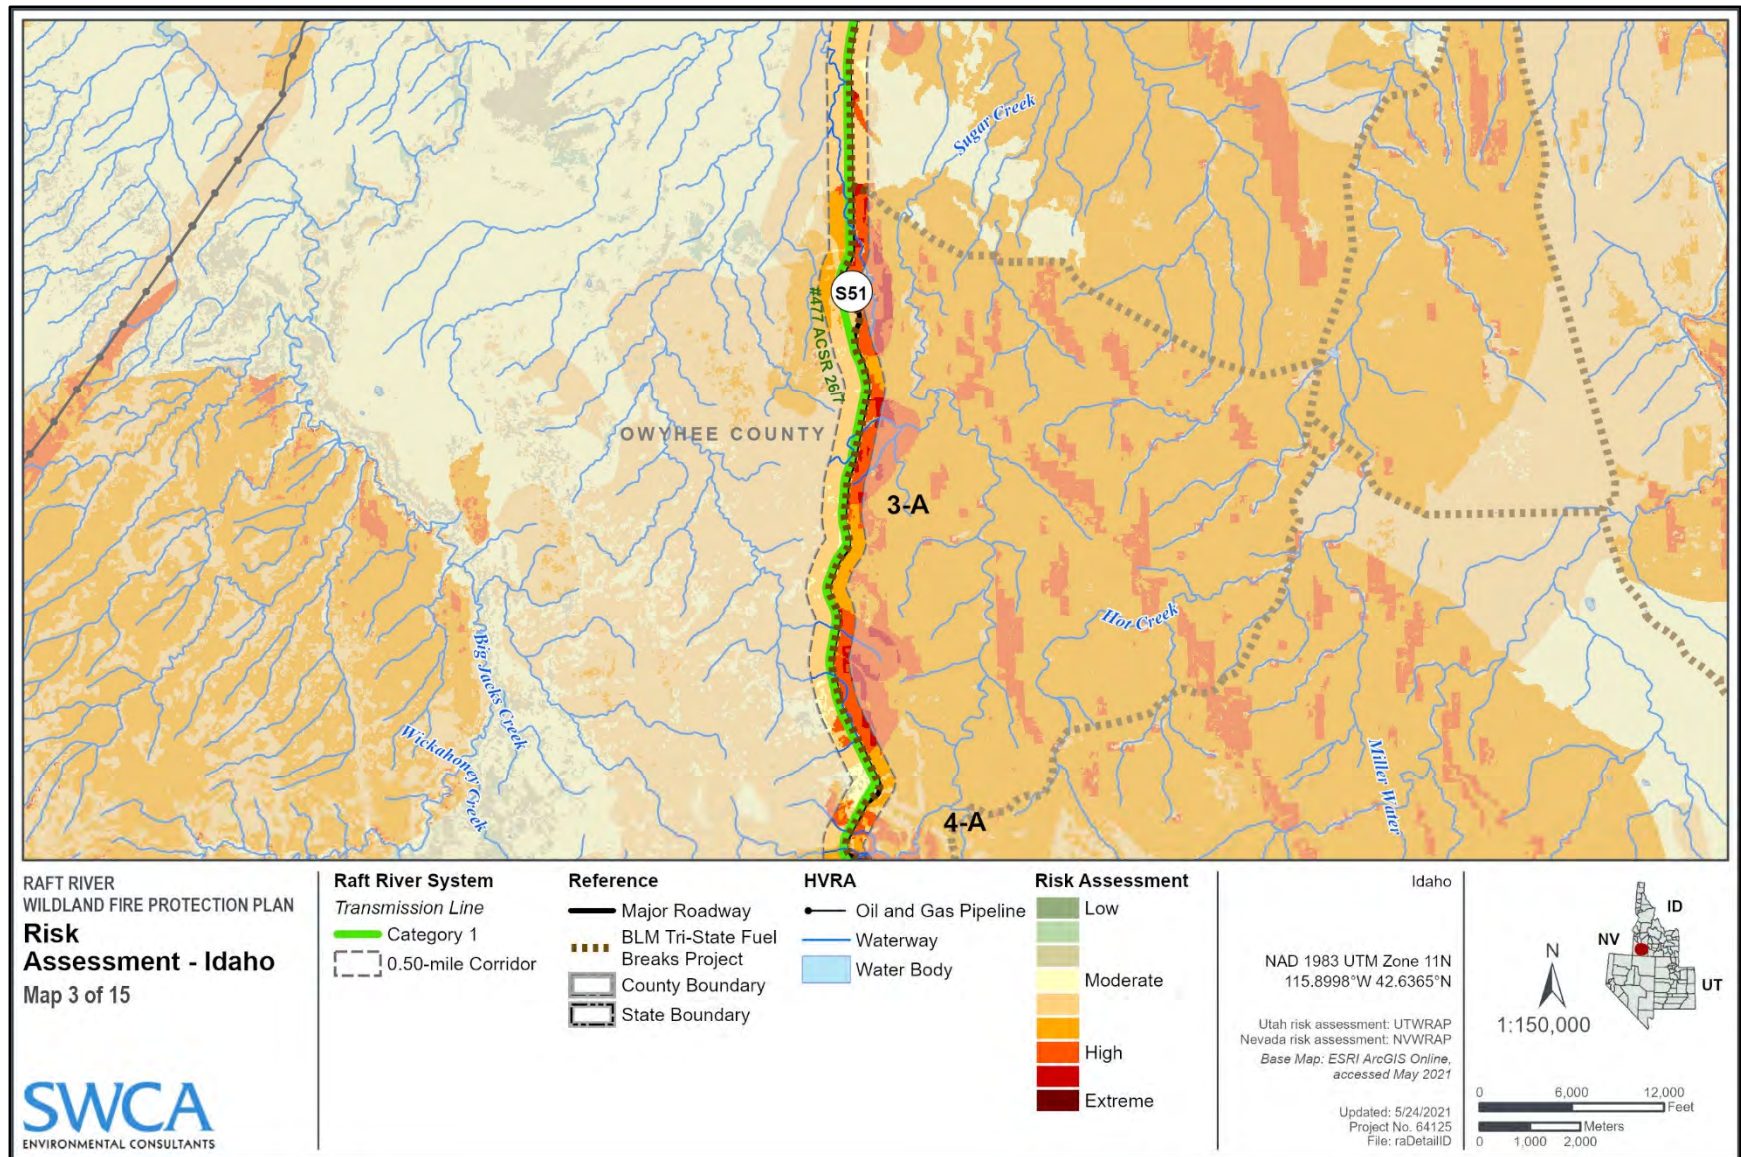 Sugar Creek
S51
#477 ACSR 26/7
OWYHEE COUNTY
3-A
Hot Creek
Big Jacks Creek
Wickahoney Creek
Miller Water
4-A
RAFT RIVER
WILDLAND FIRE PROTECTION PLAN
Risk
Assessment - Idaho
Map 3 of 15
SWCA
ENVIRONMENTAL CONSULTANTS
Raft River System
Transmission Line
Category 1
0.50-mile Corridor
Reference
Major Roadway
BLM Tri-State Fuel
Breaks Project
County Boundary
State Boundary
HVRA
Oil and Gas Pipeline
Waterway
Water Body
Risk Assessment
Low
Moderate
High
Extreme
Idaho
NAD 1983 UTM Zone 11N
115.8998°W 42.6365°N
Utah risk assessment: UTWRAP
Nevada risk assessment: NVWRAP
Base Map: ESRI ArcGIS Online,
accessed May 2021
Updated: 5/24/2021
Project No. 64125
File: raDetailID
N
1:150,000
ID
NV
UT
0 6,000 12,000
Feet
Meters
0 1,000 2,000